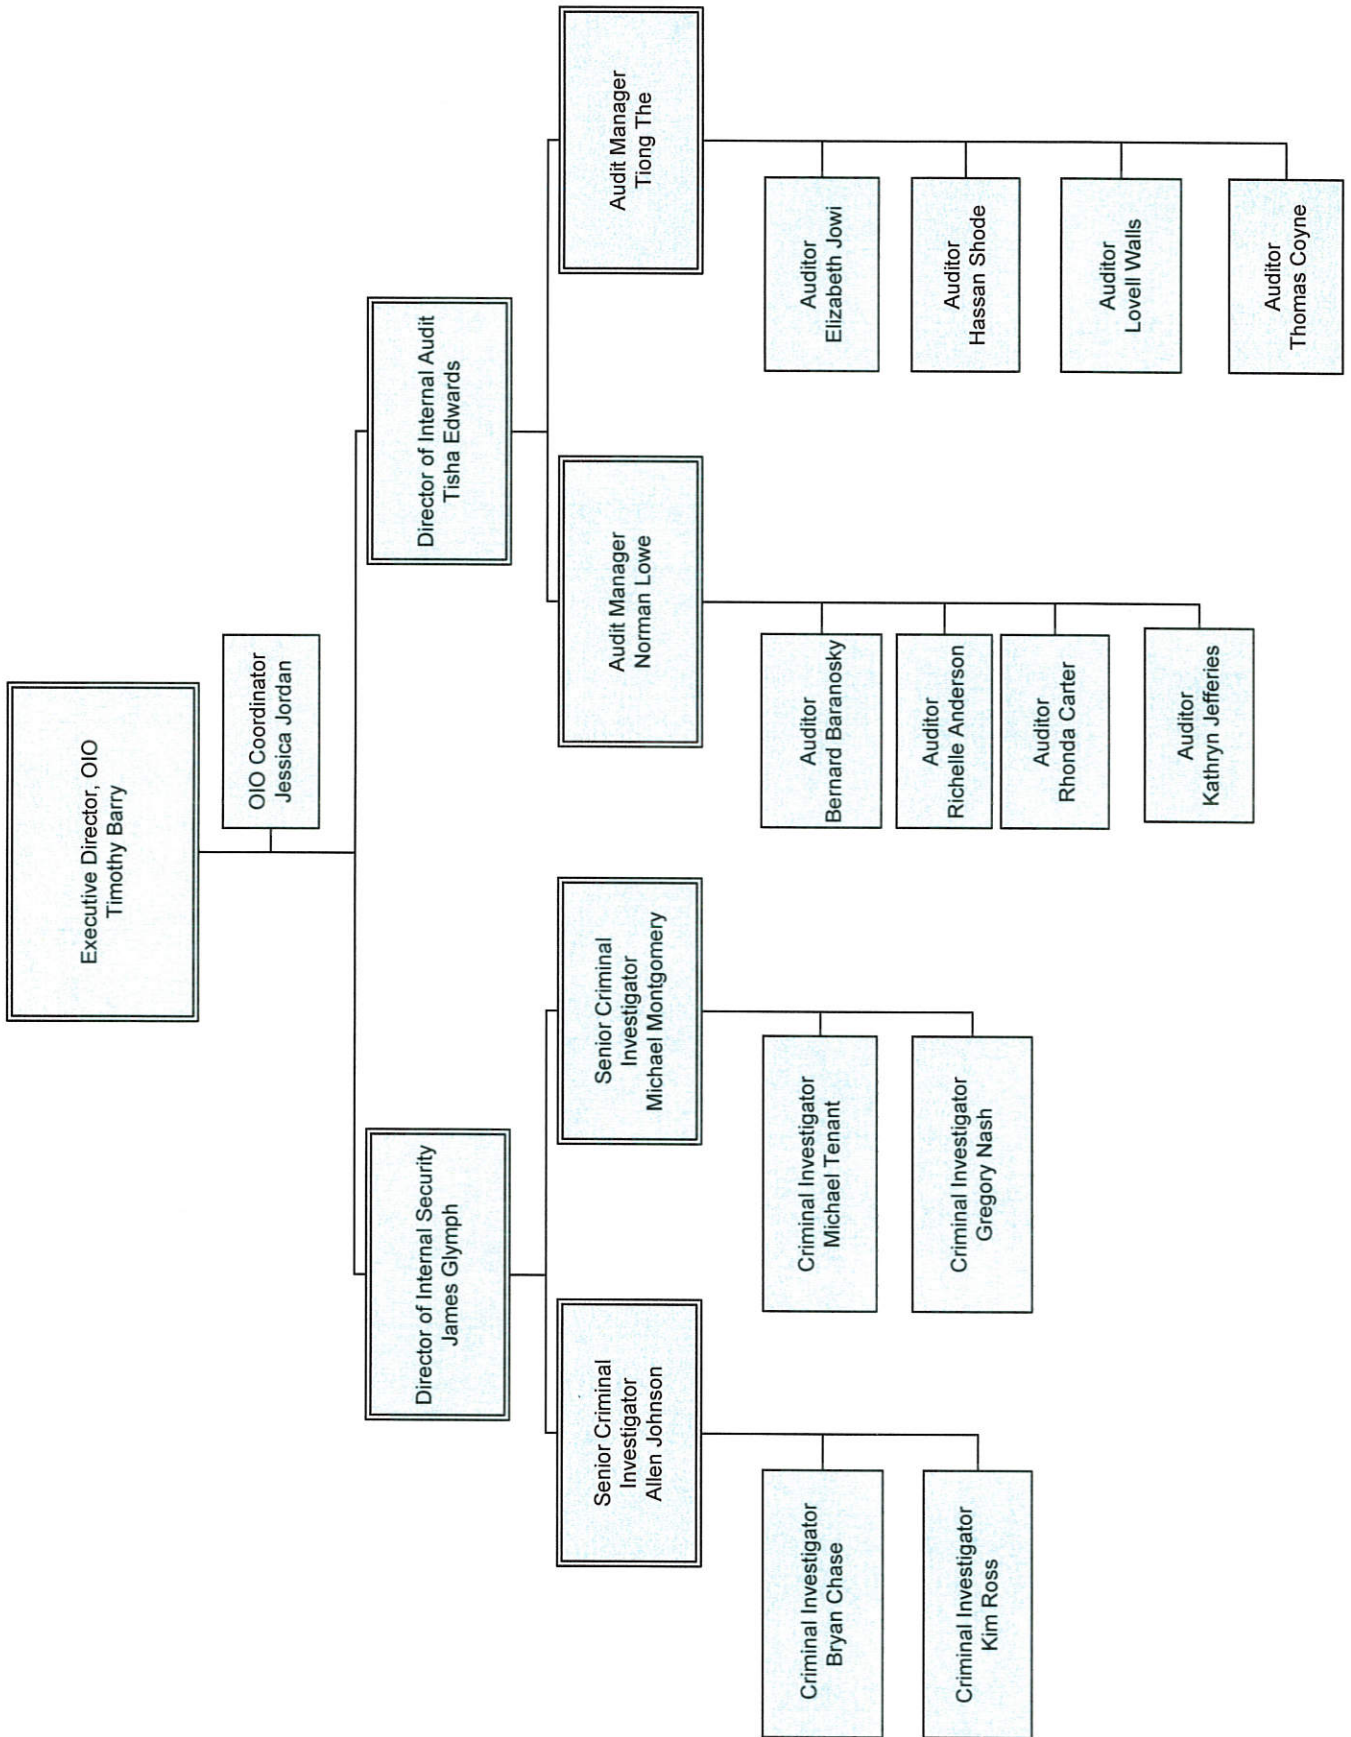 Executive Director, OIO
Timothy Barry
OIO Coordinator
Jessica Jordan
Director of Internal Security
James Glymph
Director of Internal Audit
Tisha Edwards
Senior Criminal
Investigator
Allen Johnson
Senior Criminal
Investigator
Michael Montgomery
Audit Manager
Norman Lowe
Audit Manager
Tiong The
Criminal Investigator
Bryan Chase
Criminal Investigator
Kim Ross
Criminal Investigator
Michael Tenant
Criminal Investigator
Gregory Nash
Auditor
Bernard Baranosky
Auditor
Richelle Anderson
Auditor
Rhonda Carter
Auditor
Kathryn Jefferies
Auditor
Elizabeth Jowi
Auditor
Hassan Shode
Auditor
Lovell Walls
Auditor
Thomas Coyne